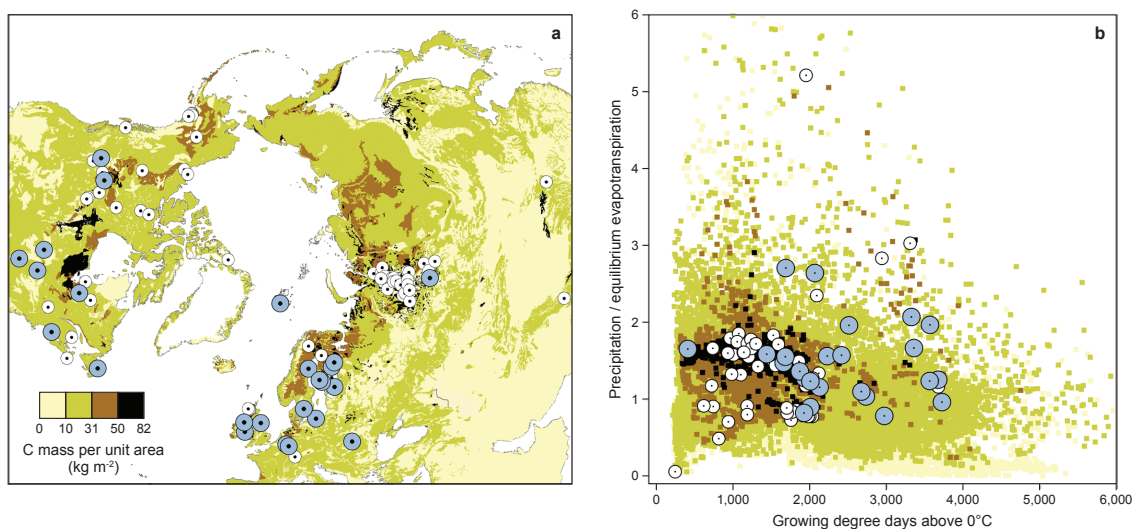 a
0 10 31 50 82
C mass per unit area
(kg m⁻²)
b
Precipitation / equilibrium evapotranspiration
6
5
4
3
2
1
0
0 1,000 2,000 3,000 4,000 5,000 6,000
Growing degree days above 0°C